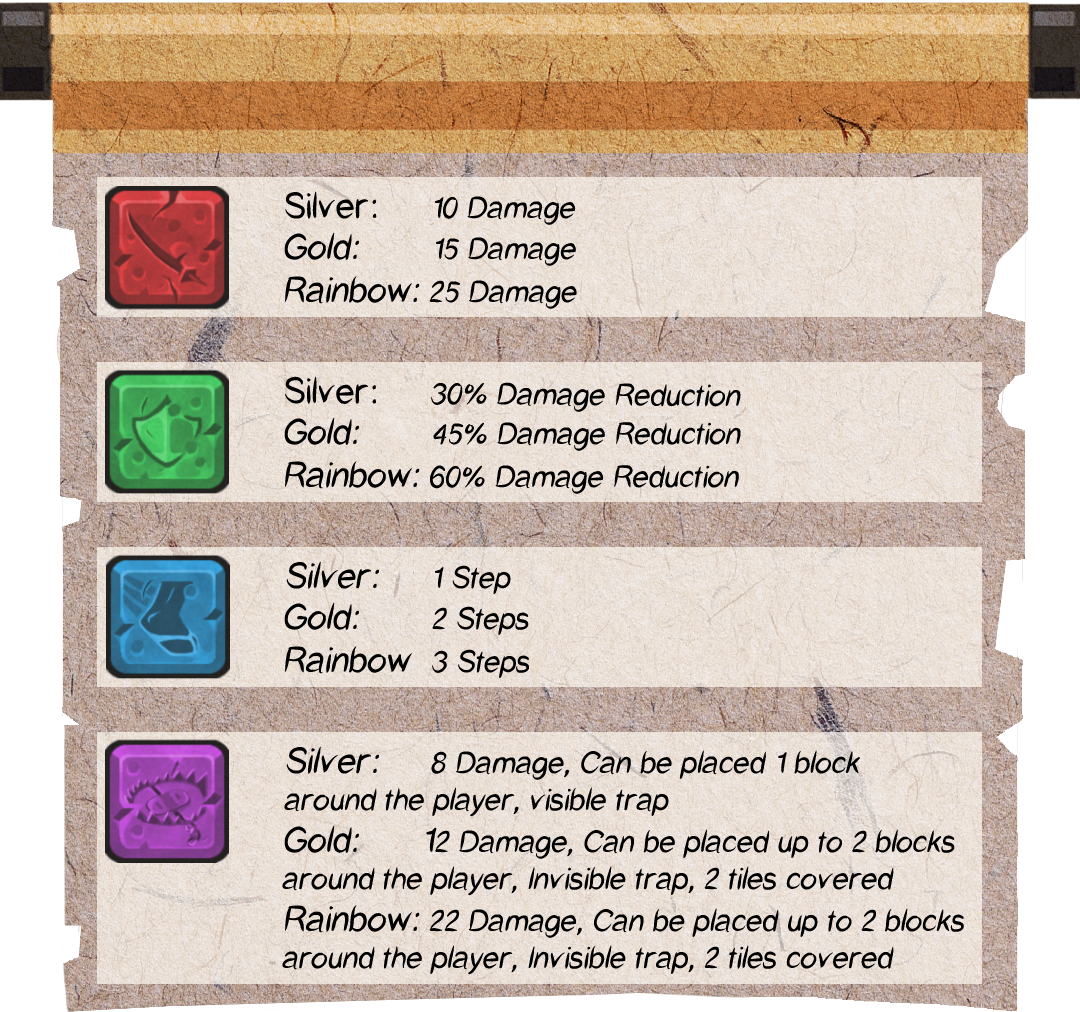 Silver: 10 Damage
Gold: 15 Damage
Rainbow: 25 Damage
Silver: 30% Damage Reduction
Gold: 45% Damage Reduction
Rainbow: 60% Damage Reduction
Silver: 1 Step
Gold: 2 Steps
Rainbow 3 Steps
Silver: 8 Damage, Can be placed 1 block
around the player, visible trap
Gold: 12 Damage, Can be placed up to 2 blocks
around the player, Invisible trap, 2 tiles covered
Rainbow: 22 Damage, Can be placed up to 2 blocks
around the player, Invisible trap, 2 tiles covered